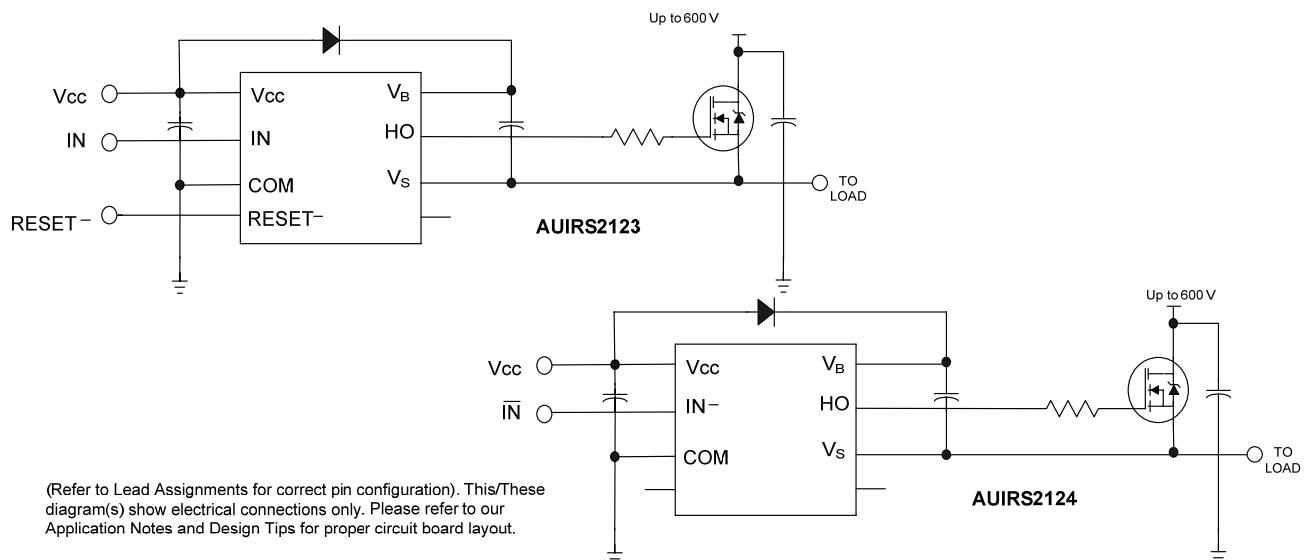 Up to 600 V
Vcc
Vcc
VB
IN
IN
HO
COM
VS
TO
LOAD
RESET-
RESET-
AUIRS2123
Up to 600 V
Vcc
Vcc
VB
IN
IN-
HO
COM
VS
TO
LOAD
AUIRS2124
(Refer to Lead Assignments for correct pin configuration). This/These
diagram(s) show electrical connections only. Please refer to our
Application Notes and Design Tips for proper circuit board layout.